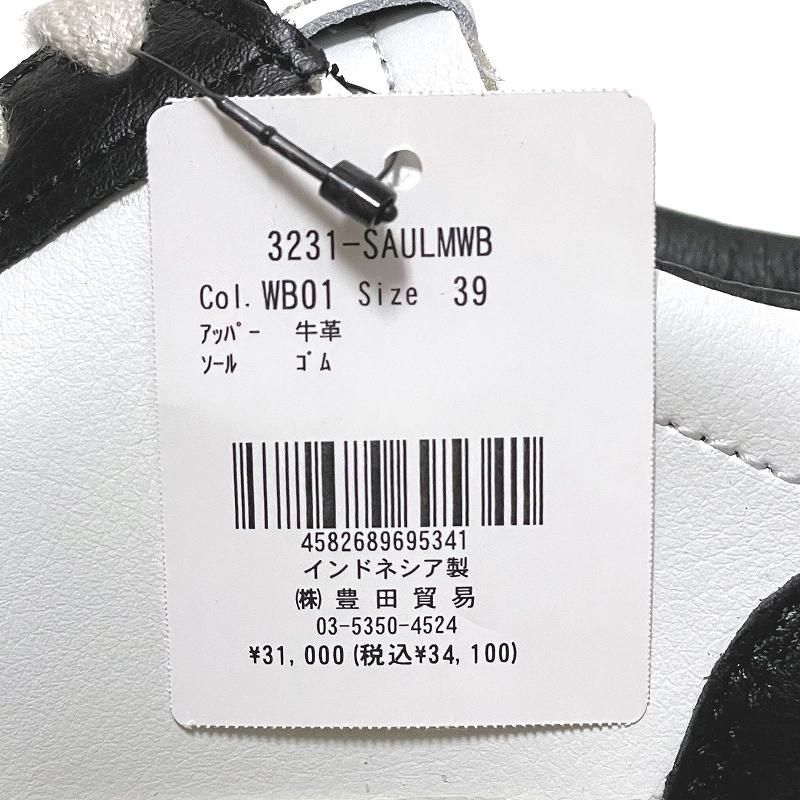 3231-SAULMWB
Col. WB01 Size 39
ｱｯﾊﾟｰ 牛革
ｿｰﾙ ｺﾞﾑ
4582689695341
インドネシア製
㈱豊田貿易
03-5350-4524
¥31,000(税込¥34,100)